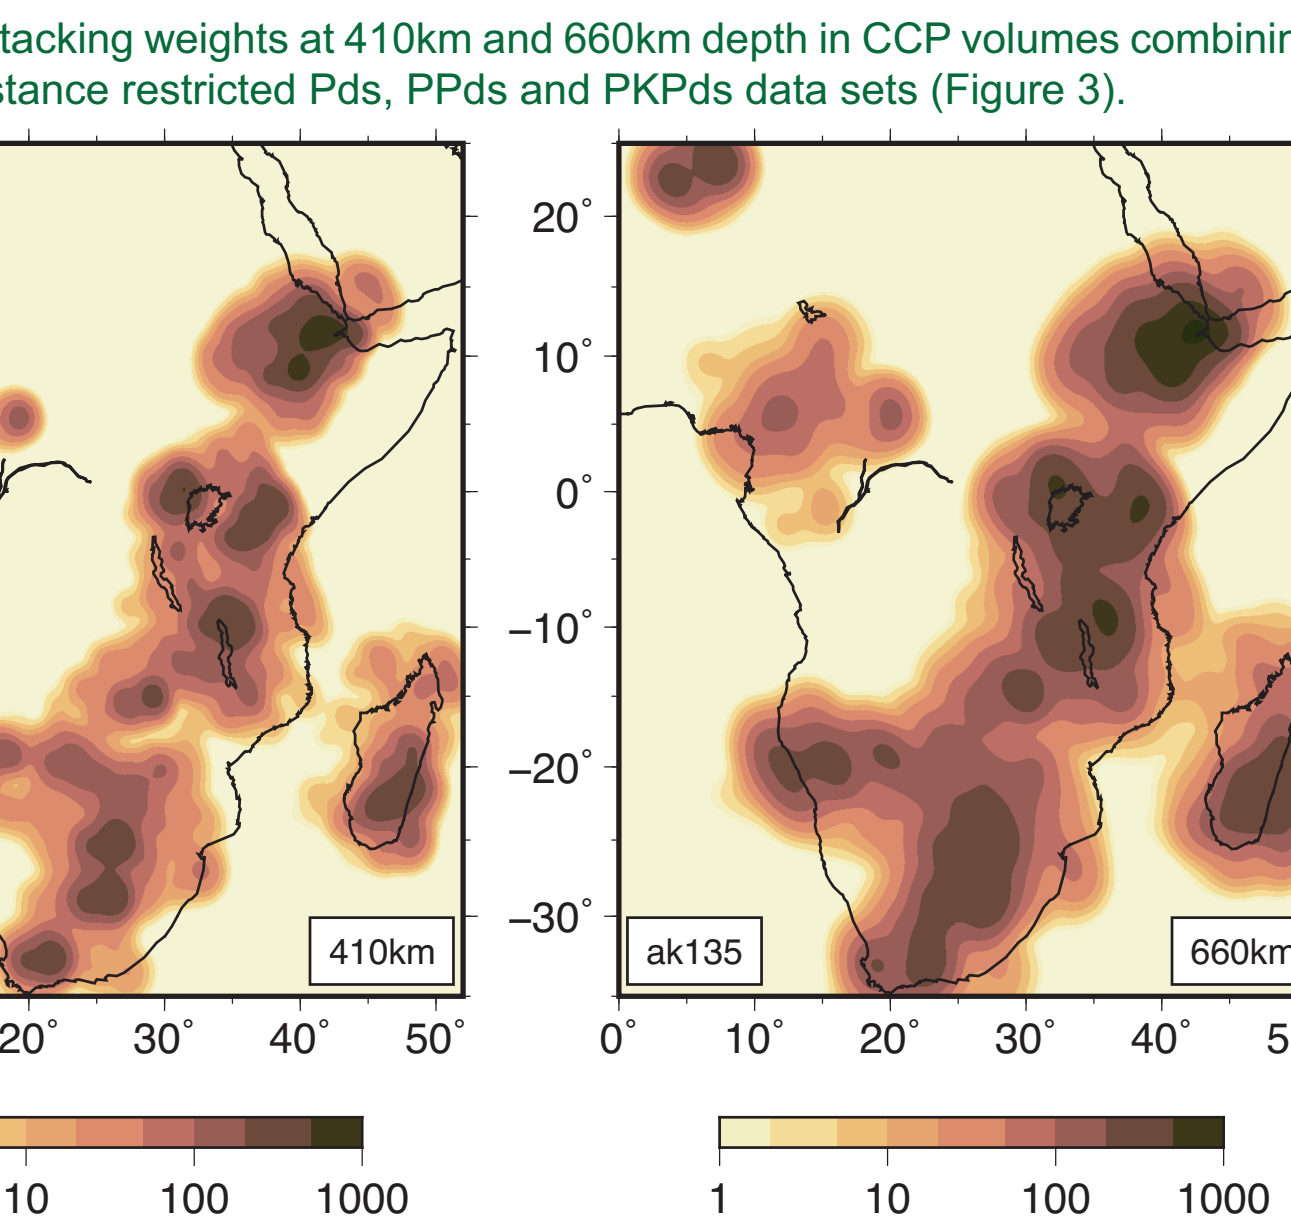 tacking weights at 410km and 660km depth in CCP volumes combinin
stance restricted Pds, PPds and PKPds data sets (Figure 3).
20°
10°
0°
−10°
−20°
−30°
410km
ak135
660km
20° 30° 40° 50°
0° 10° 20° 30° 40° 5
10 100 1000
1 10 100 1000